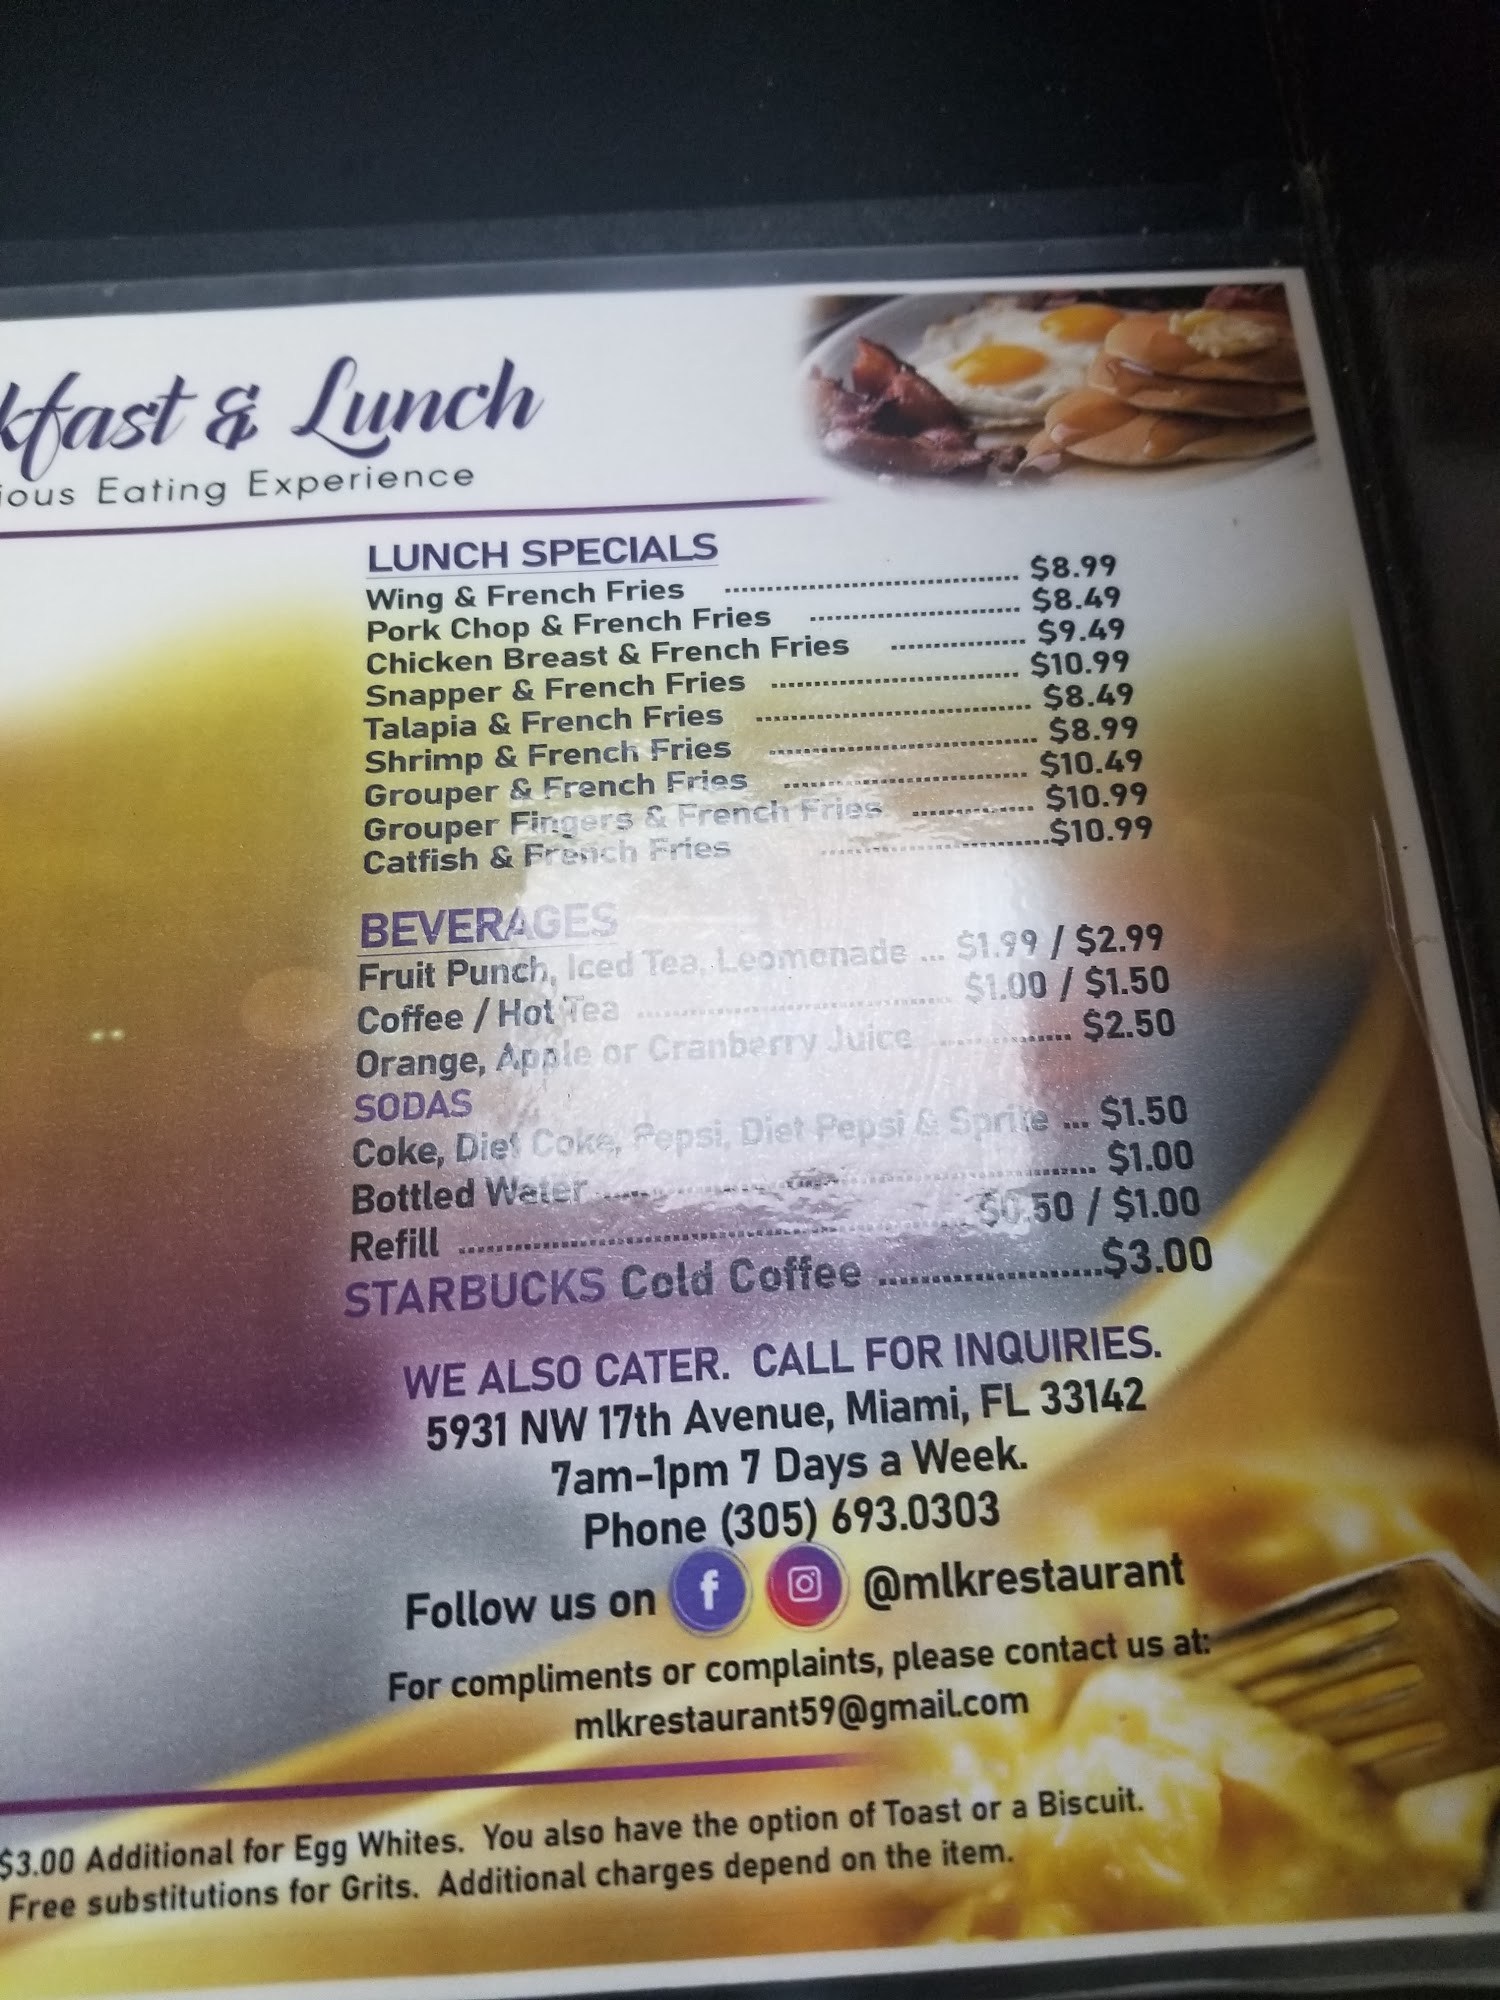 kfast & Lunch
ious Eating Experience
LUNCH SPECIALS
Wing & French Fries ........ $8.99
Pork Chop & French Fries ........ $8.49
Chicken Breast & French Fries ........ $9.49
Snapper & French Fries ........ $10.99
Talapia & French Fries ........ $8.49
Shrimp & French Fries ........ $8.99
Grouper & French Fries ........ $10.49
Grouper Fingers & French Fries ........ $10.99
Catfish & French Fries ........ $10.99
BEVERAGES
Fruit Punch, Iced Tea, Leomonade ... $1.99 / $2.99
Coffee / Hot Tea ........ $1.00 / $1.50
Orange, Apple or Cranberry Juice ........ $2.50
SODAS
Coke, Diet Coke, Pepsi, Diet Pepsi & Sprite ... $1.50
Bottled Water ........ $1.00
Refill ........ $0.50 / $1.00
STARBUCKS Cold Coffee ........ $3.00
WE ALSO CATER. CALL FOR INQUIRIES.
5931 NW 17th Avenue, Miami, FL 33142
7am-1pm 7 Days a Week.
Phone (305) 693.0303
Follow us on f @mlkrestaurant
For compliments or complaints, please contact us at:
mlkrestaurant59@gmail.com
$3.00 Additional for Egg Whites. You also have the option of Toast or a Biscuit.
Free substitutions for Grits. Additional charges depend on the item.